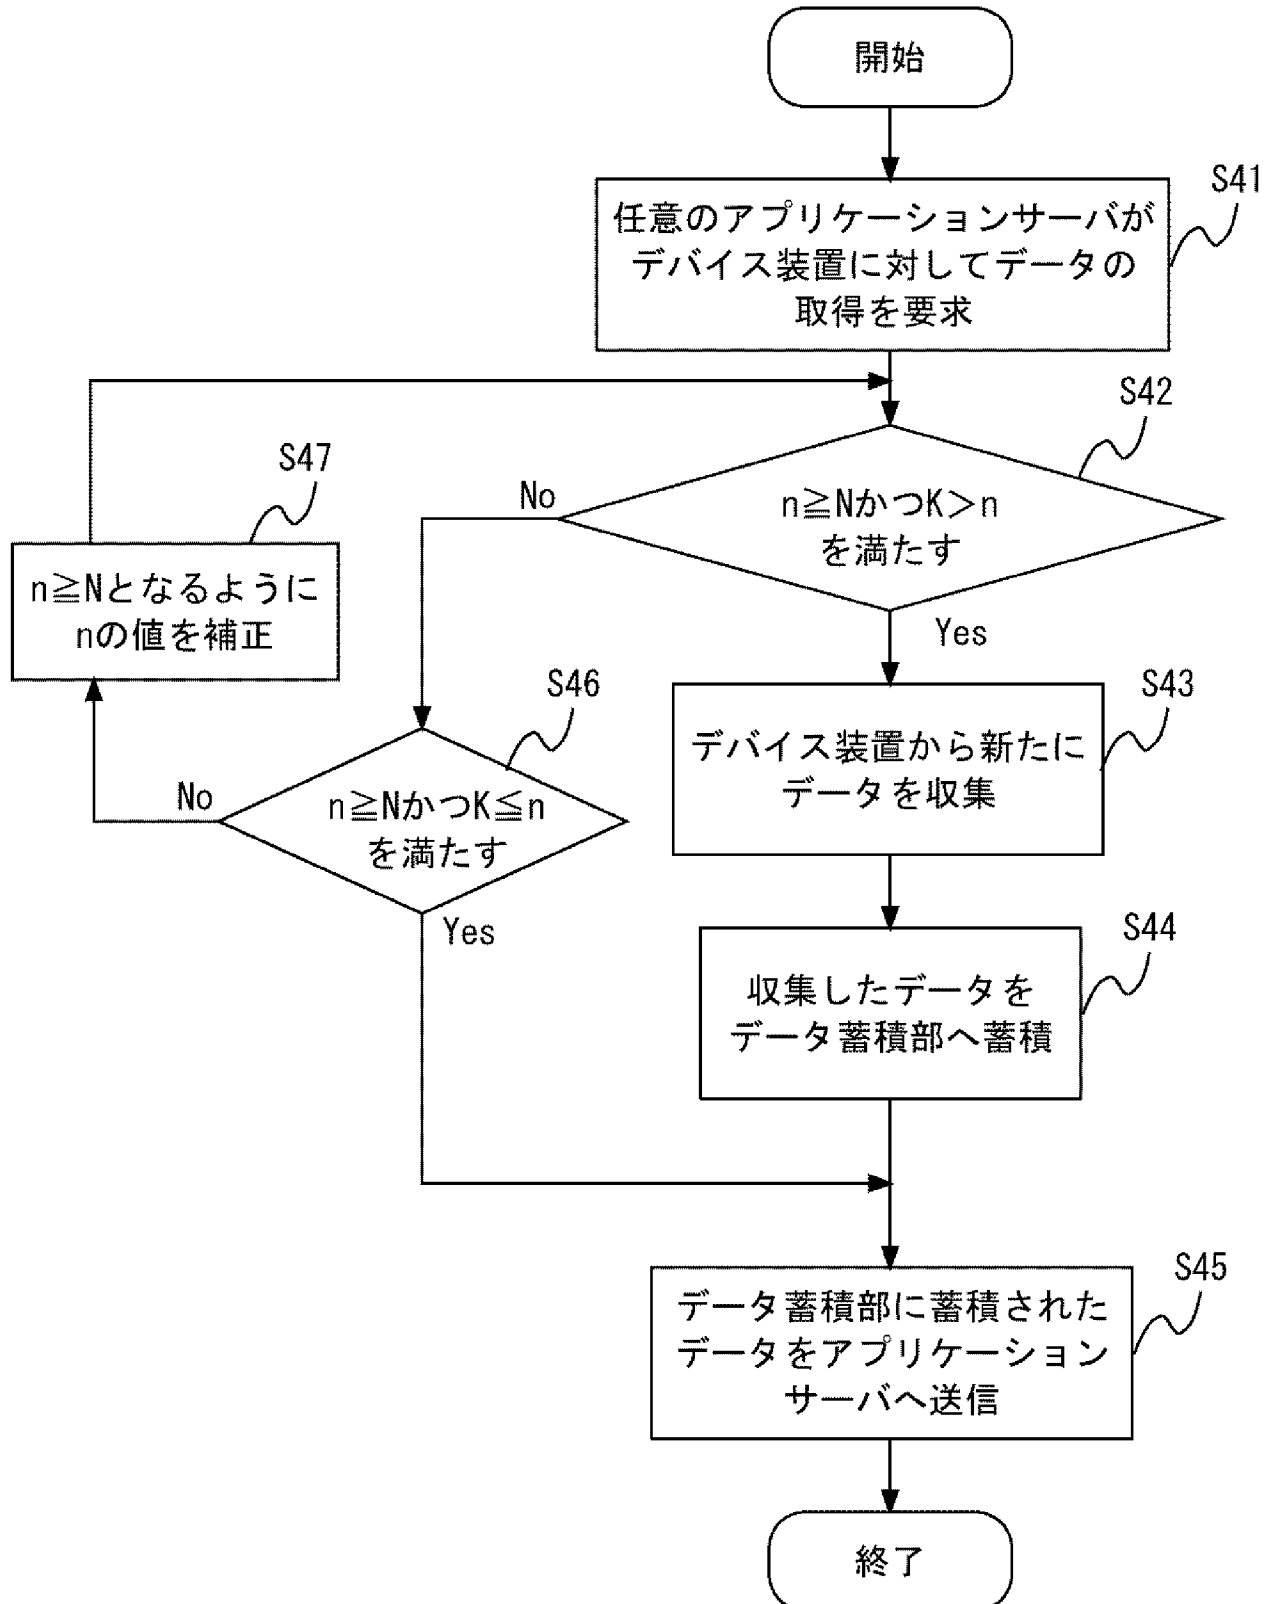 開始
S41
任意のアプリケーションサーバが
デバイス装置に対してデータの
取得を要求
S42
n≧NかつK>n
を満たす
No
Yes
S47
n≧Nとなるように
nの値を補正
S46
n≧NかつK≦n
を満たす
No
Yes
S43
デバイス装置から新たに
データを収集
S44
収集したデータを
データ蓄積部へ蓄積
S45
データ蓄積部に蓄積された
データをアプリケーション
サーバへ送信
終了